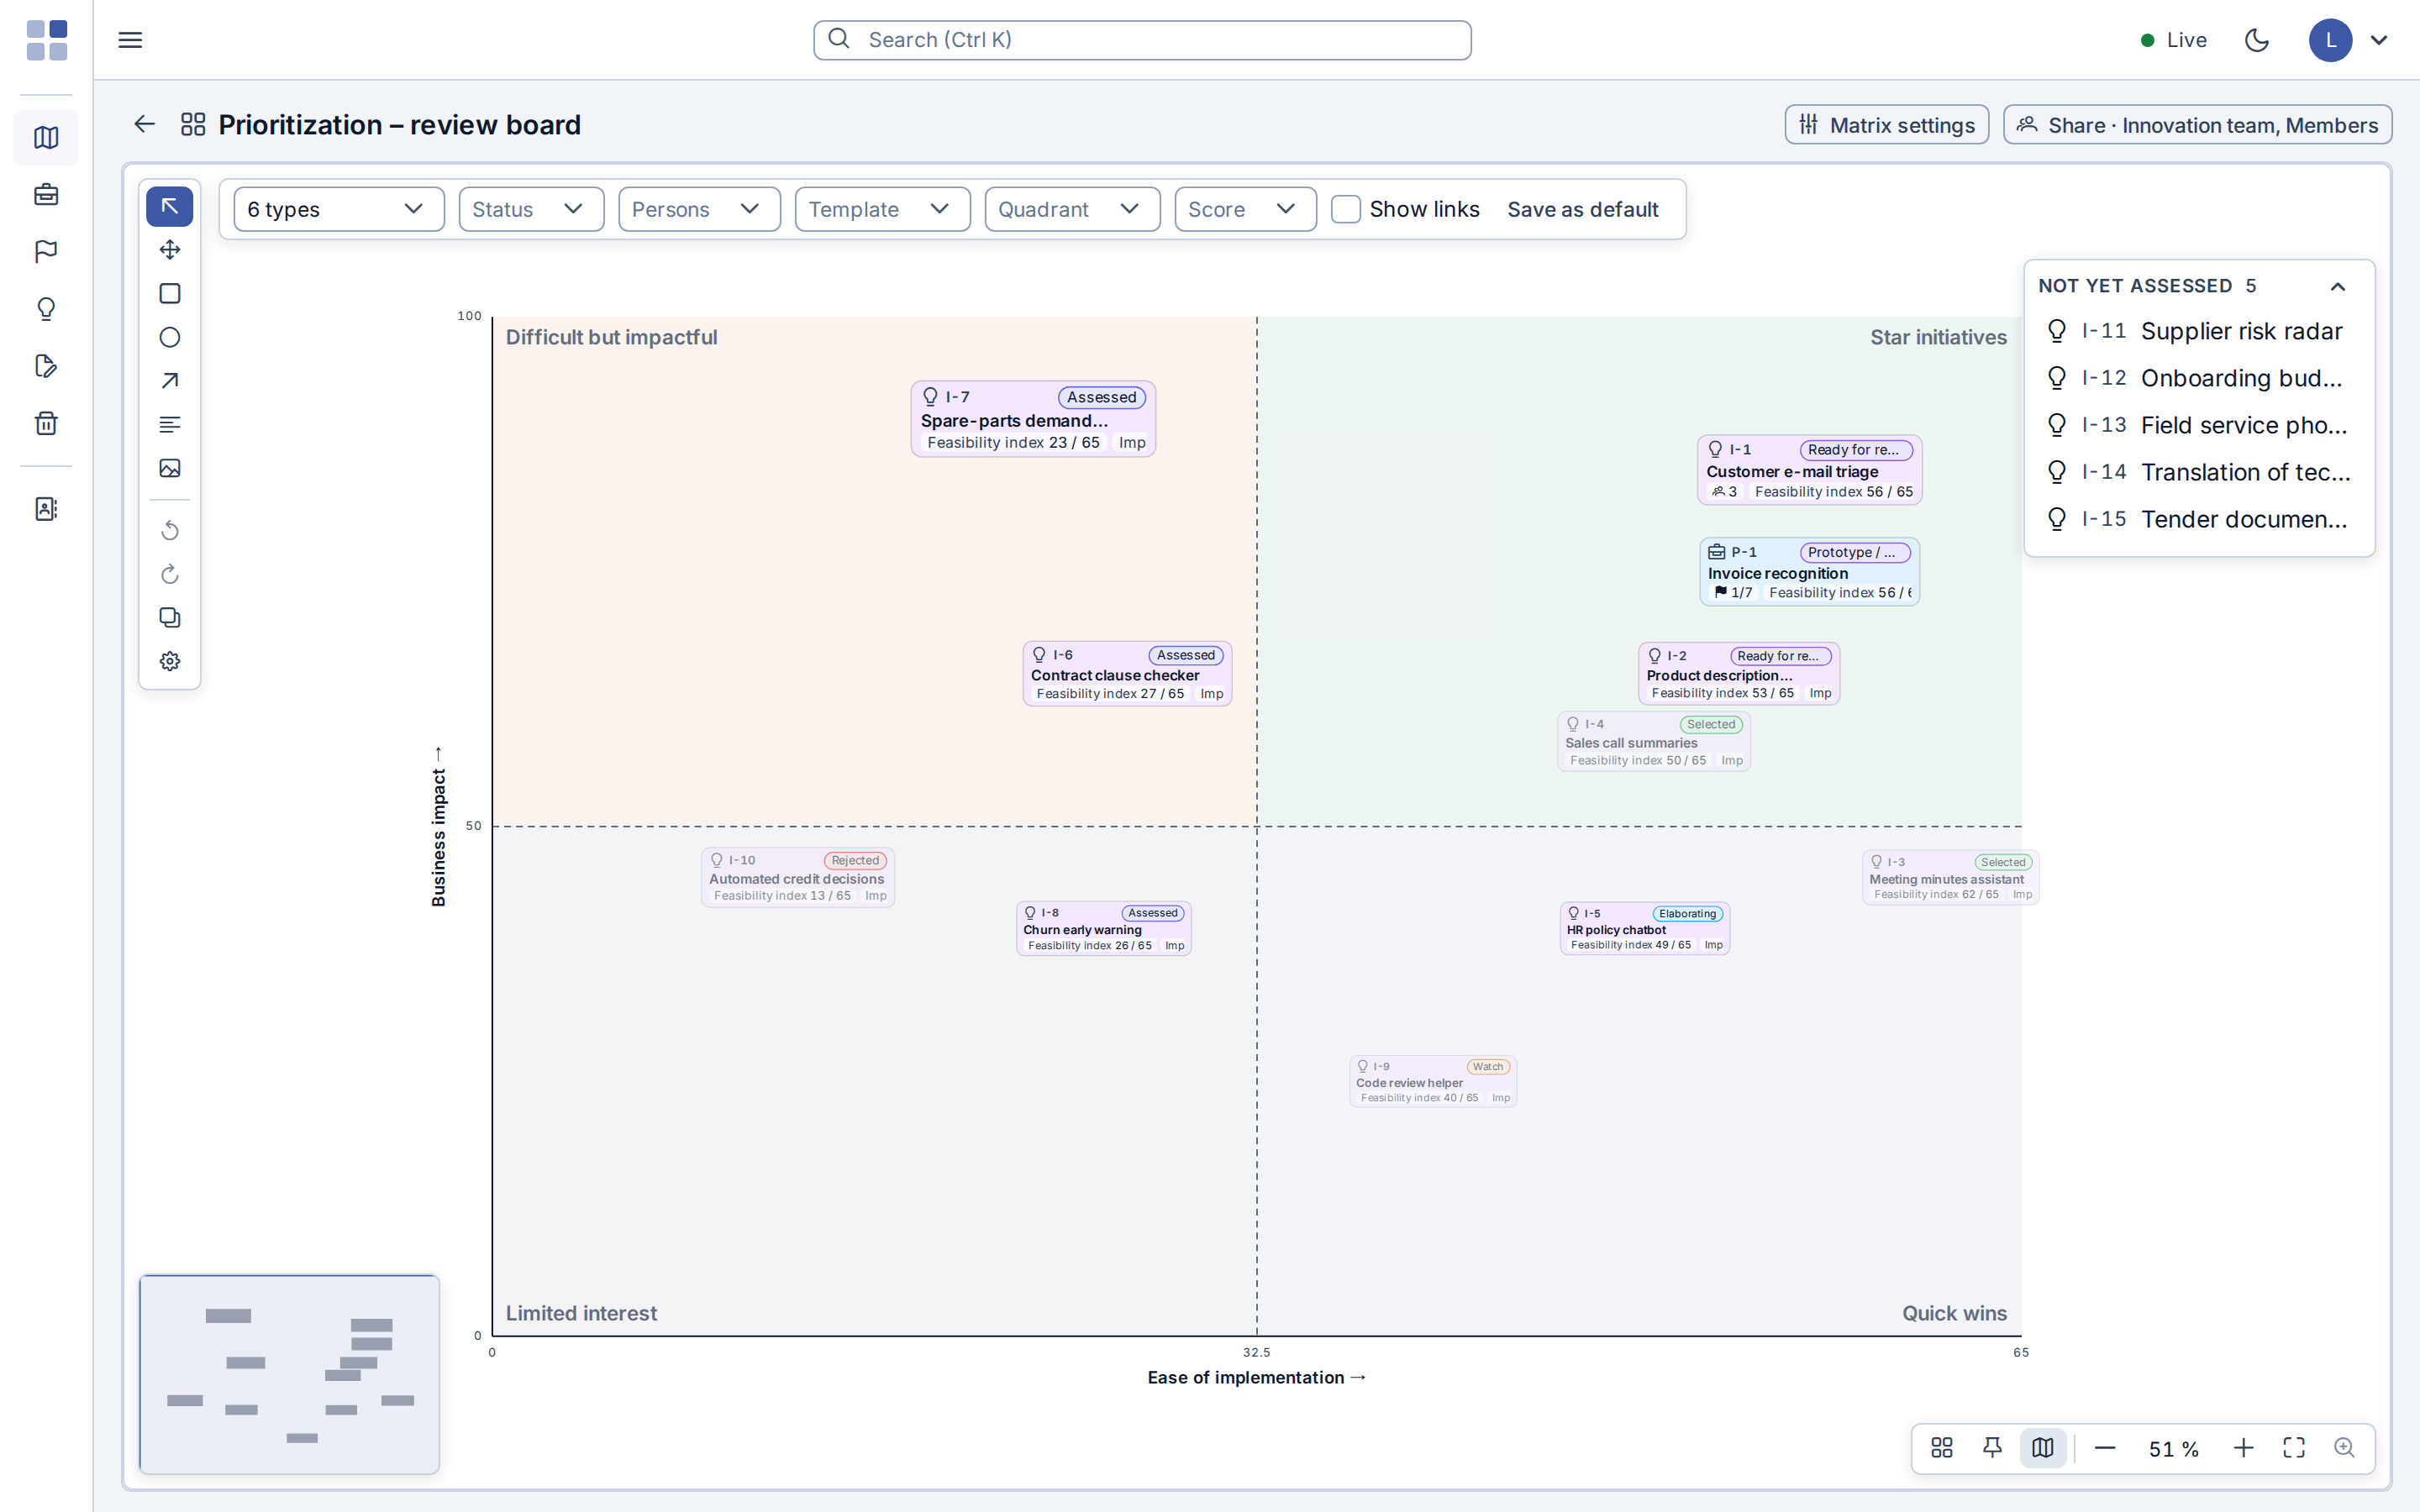 Search (Ctrl K)
Live
L
Prioritization – review board
Matrix settings
Share · Innovation team, Members
6 types
Status
Persons
Template
Quadrant
Score
Show links
Save as default
NOT YET ASSESSED 5
I-11 Supplier risk radar
I-12 Onboarding bud...
I-13 Field service pho...
I-14 Translation of tec...
I-15 Tender documen...
100
Difficult but impactful
Star initiatives
I-7 Assessed
Spare-parts demand...
Feasibility index 23 / 65 Imp
I-1 Ready for re...
Customer e-mail triage
3 Feasibility index 56 / 65
P-1 Prototype / ...
Invoice recognition
1/7 Feasibility index 56 / 6
I-6 Assessed
Contract clause checker
Feasibility index 27 / 65 Imp
I-2 Ready for re...
Product description...
Feasibility index 53 / 65 Imp
I-4 Selected
Sales call summaries
Feasibility index 50 / 65 Imp
Business impact →
50
I-10 Rejected
Automated credit decisions
Feasibility index 13 / 65 Imp
I-3 Selected
Meeting minutes assistant
Feasibility index 62 / 65 Imp
I-8 Assessed
Churn early warning
Feasibility index 26 / 65 Imp
I-5 Elaborating
HR policy chatbot
Feasibility index 49 / 65 Imp
I-9 Watch
Code review helper
Feasibility index 40 / 65 Imp
Limited interest
Quick wins
0
0
32.5
65
Ease of implementation →
51 %